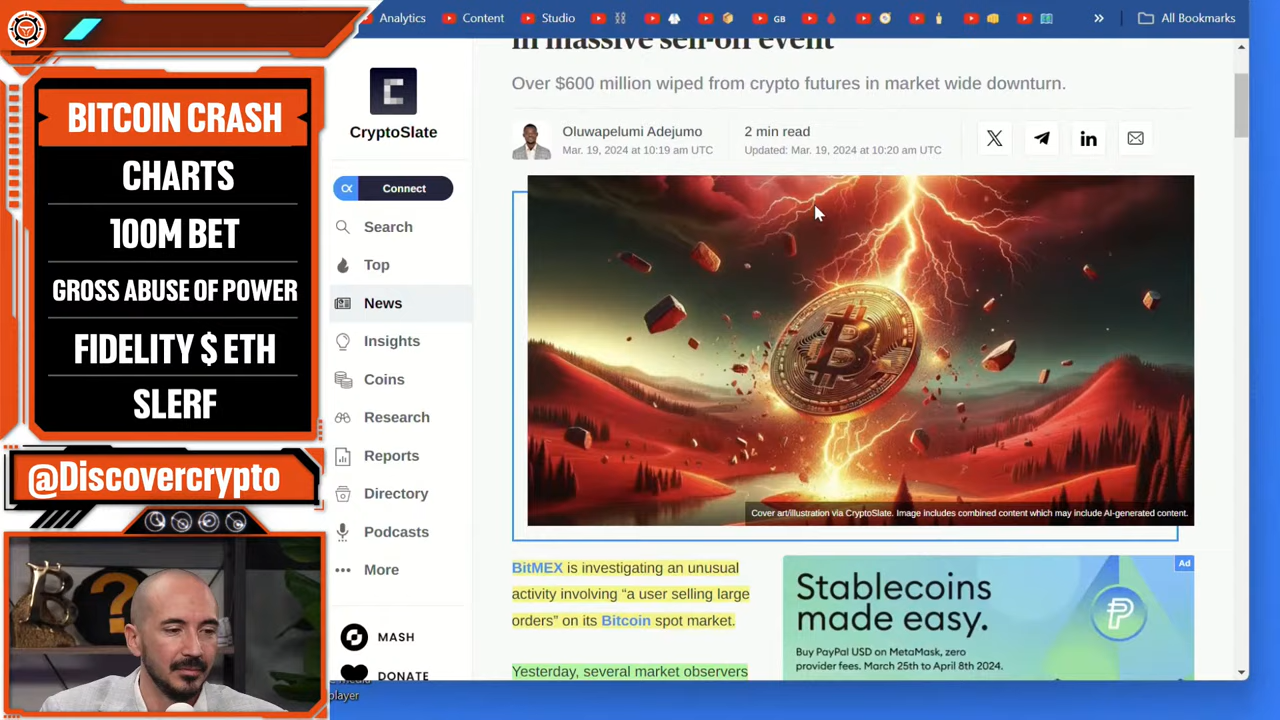 Analytics
Content
Studio
GB
»
All Bookmarks
BITCOIN CRASH
CHARTS
100M BET
GROSS ABUSE OF POWER
FIDELITY $ ETH
SLERF
@Discovercrypto
CryptoSlate
Connect
Search
Top
News
Insights
Coins
Research
Reports
Directory
Podcasts
More
MASH
DONATE
player
in massive sell-off event
Over $600 million wiped from crypto futures in market wide downturn.
Oluwapelumi Adejumo
Mar. 19, 2024 at 10:19 am UTC
2 min read
Updated: Mar. 19, 2024 at 10:20 am UTC
Cover art/illustration via CryptoSlate. Image includes combined content which may include AI-generated content.
BitMEX is investigating an unusual
activity involving “a user selling large
orders” on its Bitcoin spot market.
Yesterday, several market observers
Ad
Stablecoins
made easy.
Buy PayPal USD on MetaMask, zero
provider fees. March 25th to April 8th 2024.